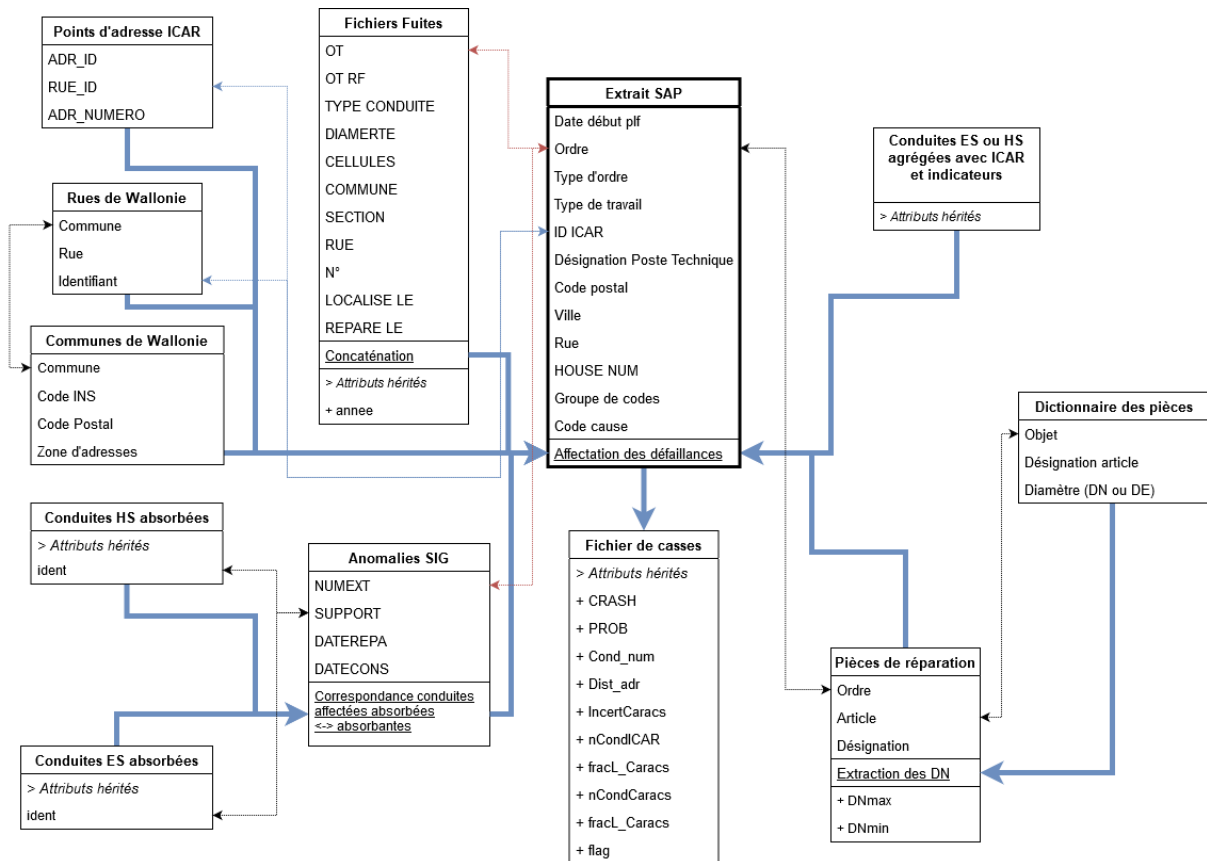 Points d'adresse ICAR
ADR_ID
RUE_ID
ADR_NUMERO
Rues de Wallonie
Commune
Rue
Identifiant
Communes de Wallonie
Commune
Code INS
Code Postal
Zone d'adresses
Fichiers Fuites
OT
OT RF
TYPE CONDUITE
DIAMERTE
CELLULES
COMMUNE
SECTION
RUE
N°
LOCALISE LE
REPARE LE
Concaténation
> Attributs hérités
+ annee
Extrait SAP
Date début plf
Ordre
Type d'ordre
Type de travail
ID ICAR
Désignation Poste Technique
Code postal
Ville
Rue
HOUSE NUM
Groupe de codes
Code cause
Affectation des défaillances
Conduites ES ou HS
agrégées avec ICAR
et indicateurs
> Attributs hérités
Dictionnaire des pièces
Objet
Désignation article
Diamètre (DN ou DE)
Conduites HS absorbées
> Attributs hérités
ident
Conduites ES absorbées
> Attributs hérités
ident
Anomalies SIG
NUMEXT
SUPPORT
DATEREPA
DATECONS
Correspondance conduites
affectées absorbées
<-> absorbantes
Fichier de casses
> Attributs hérités
+ CRASH
+ PROB
+ Cond_num
+ Dist_adr
+ IncertCaracs
+ nCondICAR
+ fracL_Caracs
+ nCondCaracs
+ fracL_Caracs
+ flag
Pièces de réparation
Ordre
Article
Désignation
Extraction des DN
+ DNmax
+ DNmin